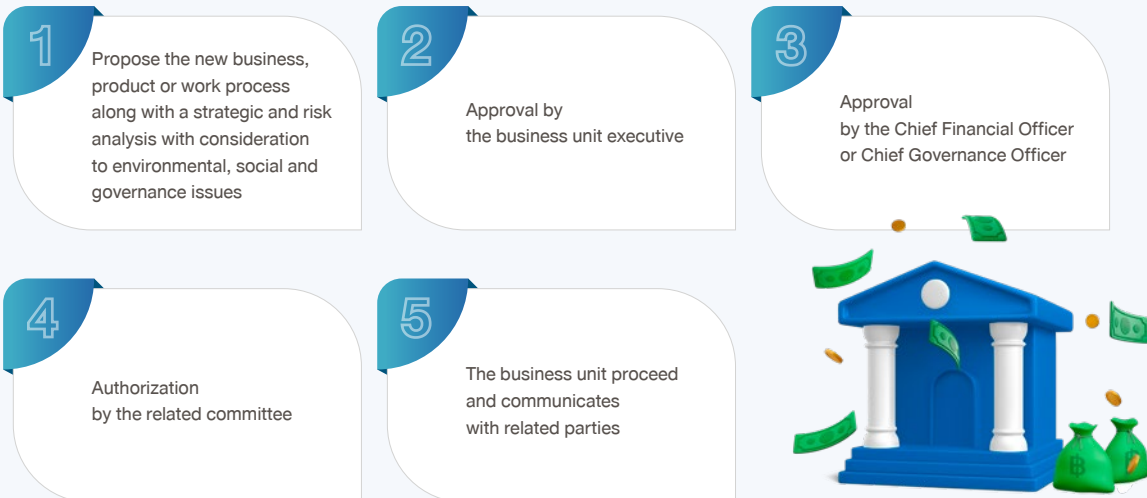 1
Propose the new business,
product or work process
along with a strategic and risk
analysis with consideration
to environmental, social and
governance issues
2
Approval by
the business unit executive
3
Approval
by the Chief Financial Officer
or Chief Governance Officer
4
Authorization
by the related committee
5
The business unit proceed
and communicates
with related parties
฿
฿